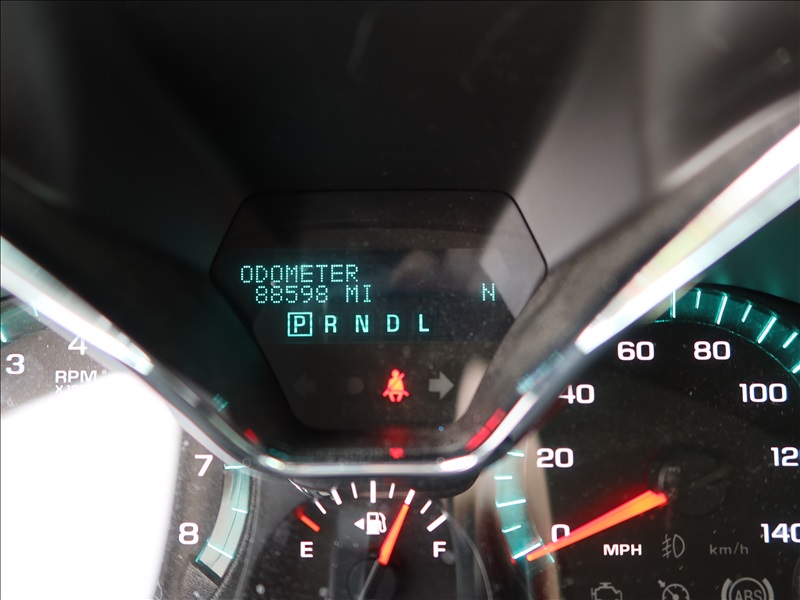 ODOMETER
88598 MI N
P R N D L
3 4
RPM
7
8
E F
0
20
40
60
80
100
140
MPH
km/h
ABS